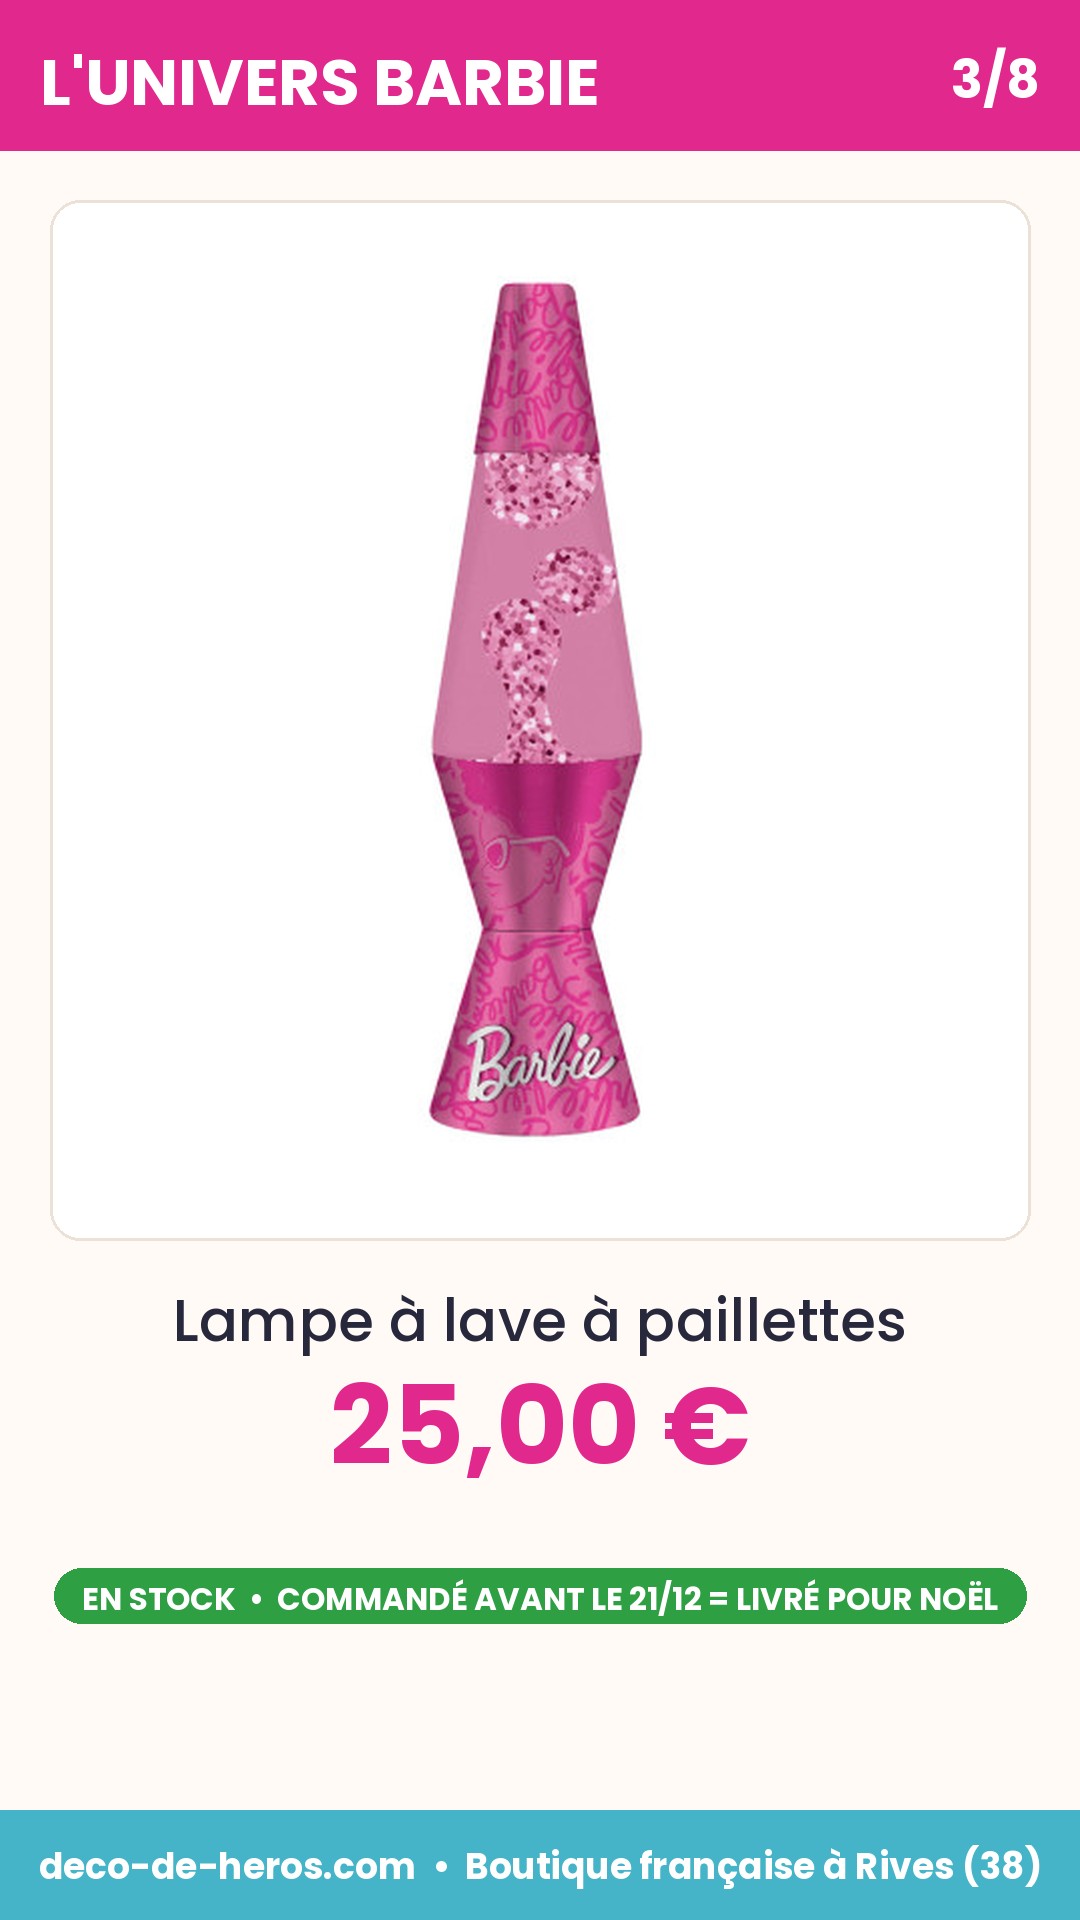 L'UNIVERS BARBIE
3/8
Barbie
Lampe à lave à paillettes
25,00 €
EN STOCK • COMMANDÉ AVANT LE 21/12 = LIVRÉ POUR NOËL
deco-de-heros.com • Boutique française à Rives (38)